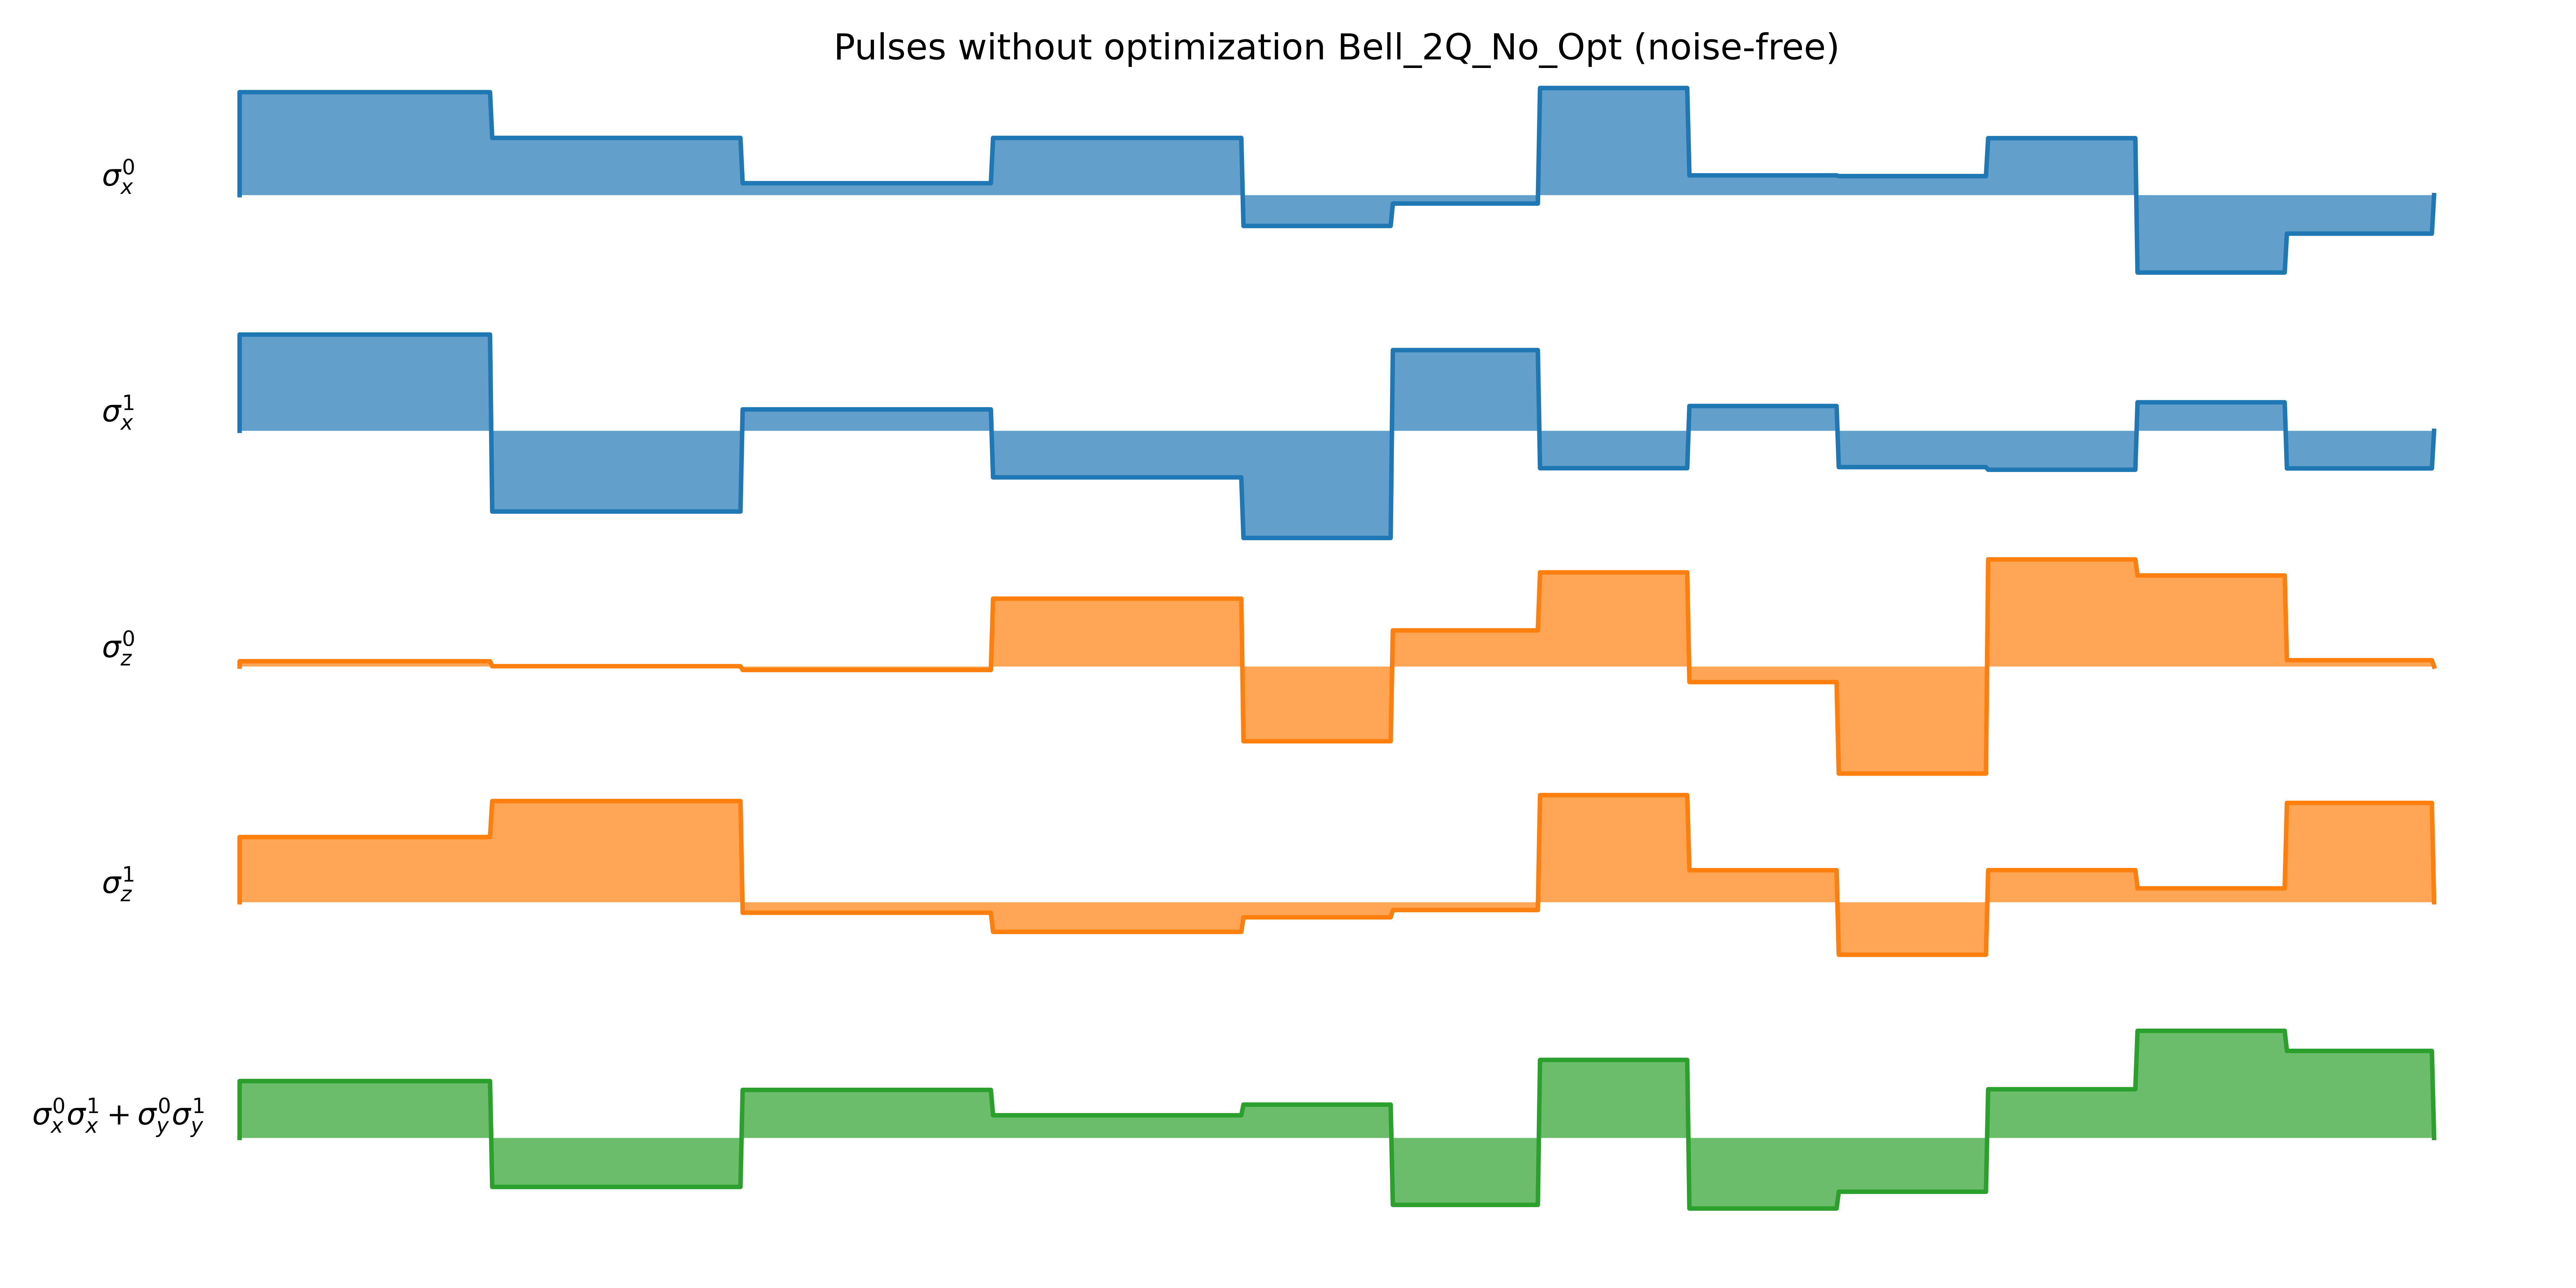 Pulses without optimization Bell_2Q_No_Opt (noise-free)
σ_x^0
σ_x^1
σ_z^0
σ_z^1
σ_x^0σ_x^1 + σ_y^0σ_y^1